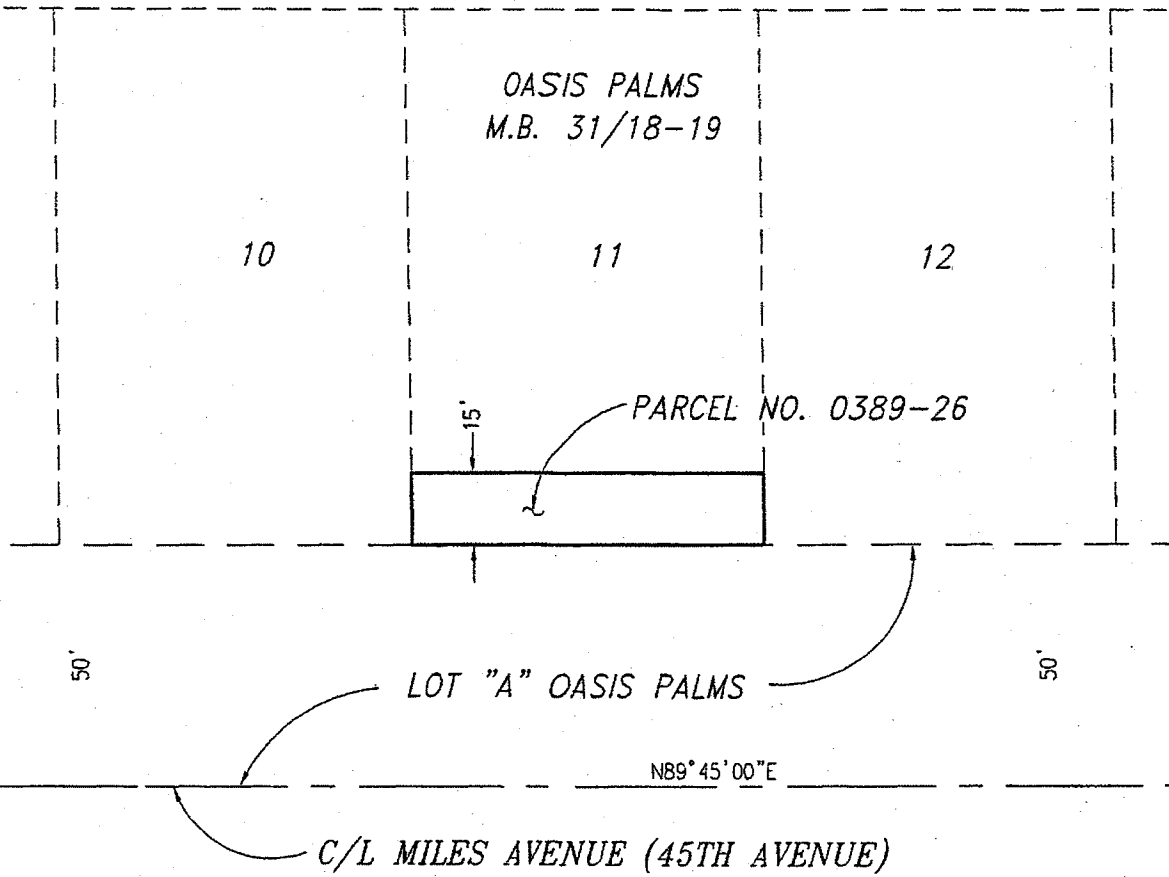 OASIS PALMS
M.B. 31/18-19
10
11
12
15'
PARCEL NO. 0389-26
50'
50'
LOT "A" OASIS PALMS
N89°45'00"E
C/L MILES AVENUE (45TH AVENUE)